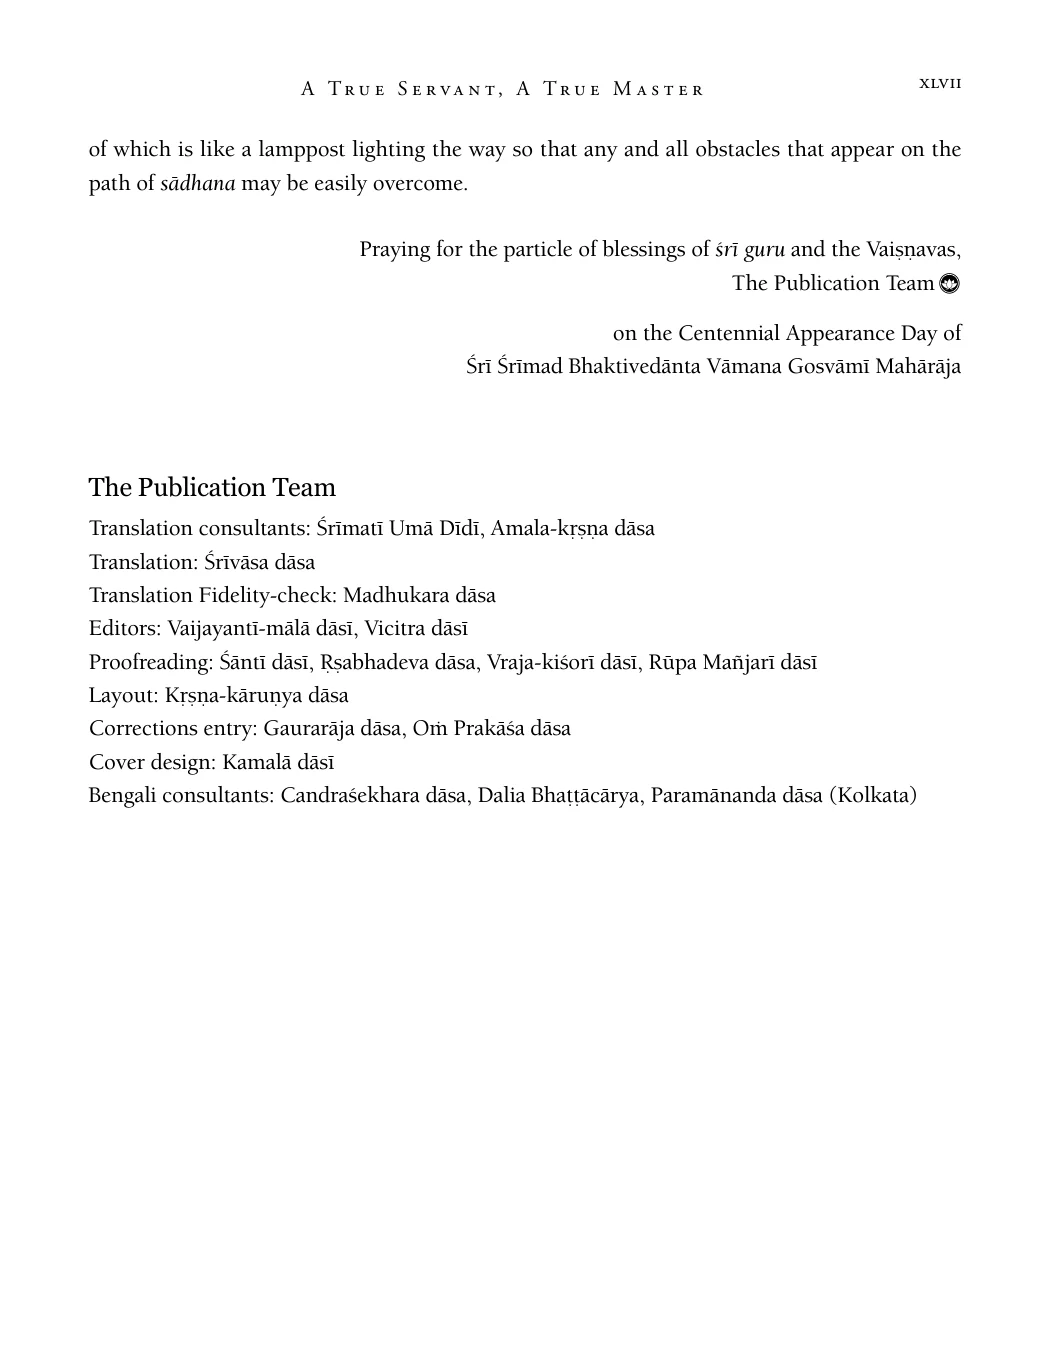 A True Servant, A True Master XLVII
of which is like a lamppost lighting the way so that any and all obstacles that appear on the
path of sādhana may be easily overcome.
Praying for the particle of blessings of śrī guru and the Vaiṣṇavas,
The Publication Team
on the Centennial Appearance Day of
Śrī Śrīmad Bhaktivedānta Vāmana Gosvāmī Mahārāja
The Publication Team
Translation consultants: Śrīmatī Umā Dīdī, Amala-kṛṣṇa dāsa
Translation: Śrīvāsa dāsa
Translation Fidelity-check: Madhukara dāsa
Editors: Vaijayantī-mālā dāsī, Vicitra dāsī
Proofreading: Śāntī dāsī, Ṛṣabhadeva dāsa, Vraja-kiśorī dāsī, Rūpa Mañjarī dāsī
Layout: Kṛṣṇa-kāruṇya dāsa
Corrections entry: Gaurarāja dāsa, Oṁ Prakāśa dāsa
Cover design: Kamalā dāsī
Bengali consultants: Candraśekhara dāsa, Dalia Bhaṭṭācārya, Paramānanda dāsa (Kolkata)